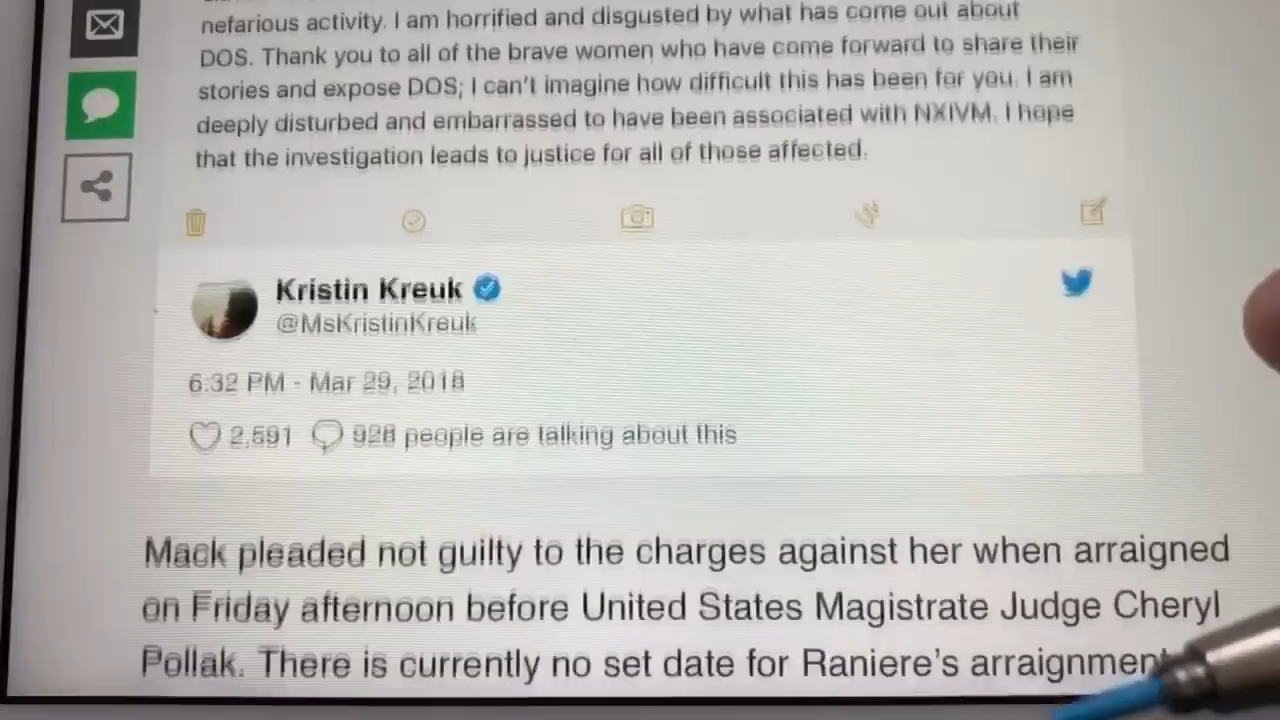 nefarious activity. I am horrified and disgusted by what has come out about
DOS. Thank you to all of the brave women who have come forward to share their
stories and expose DOS; I can't imagine how difficult this has been for you. I am
deeply disturbed and embarrassed to have been associated with NXIVM. I hope
that the investigation leads to justice for all of those affected.
Kristin Kreuk
@MsKristinKreuk
6:32 PM - Mar 29, 2018
2,591 928 people are talking about this
Mack pleaded not guilty to the charges against her when arraigned
on Friday afternoon before United States Magistrate Judge Cheryl
Pollak. There is currently no set date for Raniere's arraignment